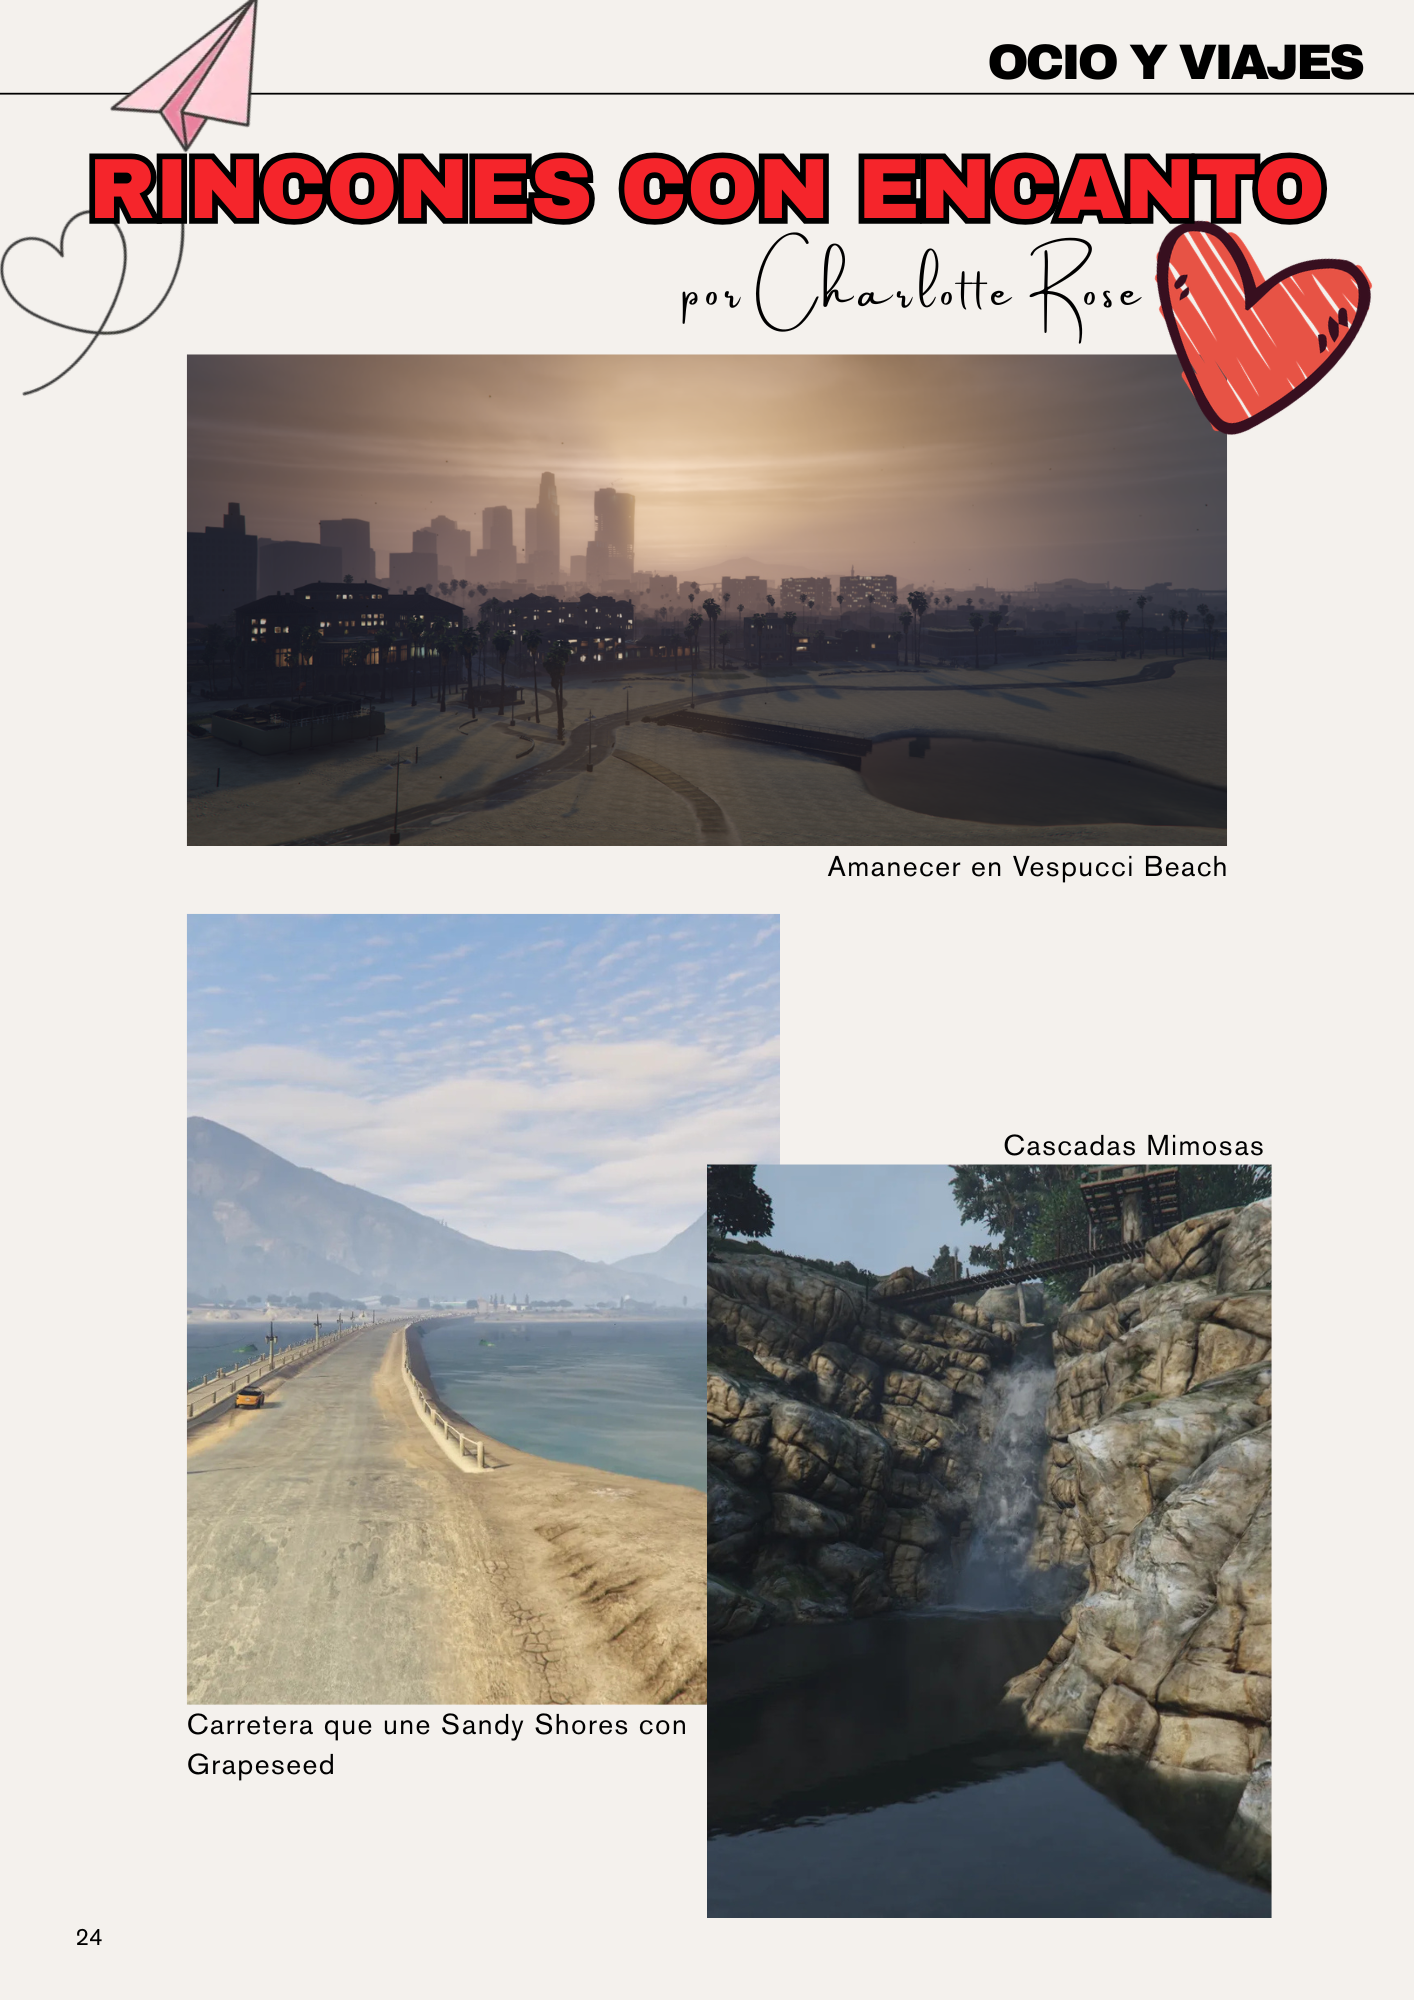 OCIO Y VIAJES
RINCONES CON ENCANTO
por Charlotte Rose
Amanecer en Vespucci Beach
Cascadas Mimosas
Carretera que une Sandy Shores con
Grapeseed
24